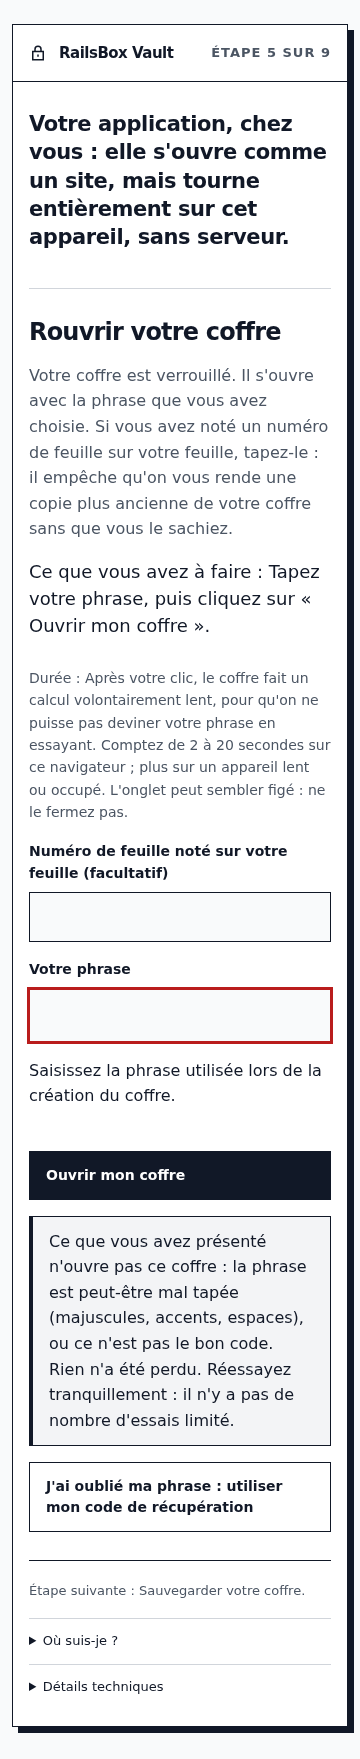 RailsBox Vault
ÉTAPE 5 SUR 9
Votre application, chez
vous : elle s'ouvre comme
un site, mais tourne
entièrement sur cet
appareil, sans serveur.
Rouvrir votre coffre
Votre coffre est verrouillé. Il s'ouvre
avec la phrase que vous avez
choisie. Si vous avez noté un numéro
de feuille sur votre feuille, tapez-le :
il empêche qu'on vous rende une
copie plus ancienne de votre coffre
sans que vous le sachiez.
Ce que vous avez à faire : Tapez
votre phrase, puis cliquez sur «
Ouvrir mon coffre ».
Durée : Après votre clic, le coffre fait un
calcul volontairement lent, pour qu'on ne
puisse pas deviner votre phrase en
essayant. Comptez de 2 à 20 secondes sur
ce navigateur ; plus sur un appareil lent
ou occupé. L'onglet peut sembler figé : ne
le fermez pas.
Numéro de feuille noté sur votre
feuille (facultatif)
Votre phrase
Saisissez la phrase utilisée lors de la
création du coffre.
Ouvrir mon coffre
Ce que vous avez présenté
n'ouvre pas ce coffre : la phrase
est peut-être mal tapée
(majuscules, accents, espaces),
ou ce n'est pas le bon code.
Rien n'a été perdu. Réessayez
tranquillement : il n'y a pas de
nombre d'essais limité.
J'ai oublié ma phrase : utiliser
mon code de récupération
Étape suivante : Sauvegarder votre coffre.
Où suis-je ?
Détails techniques